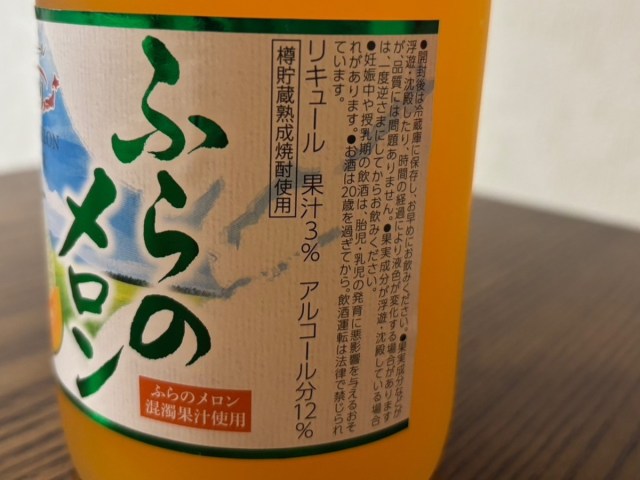 ふらの
メロン
ふらのメロン
混濁果汁使用
リキュール 果汁3% アルコール分12%
樽貯蔵熟成焼酎使用
●開封後は冷蔵庫に保存し、お早めにお飲みください。●果実成分などが
浮遊・沈殿したり、時間の経過により液色が変化する場合があります
が、品質には問題ありません。●果実成分が浮遊・沈殿している場合
は、一度逆さまにしてからお飲みください。
●妊娠中や授乳期の飲酒は、胎児・乳児の発育に悪影響を与えるおそ
れがあります。●お酒は20歳を過ぎてから。飲酒運転は法律で禁じられ
ています。